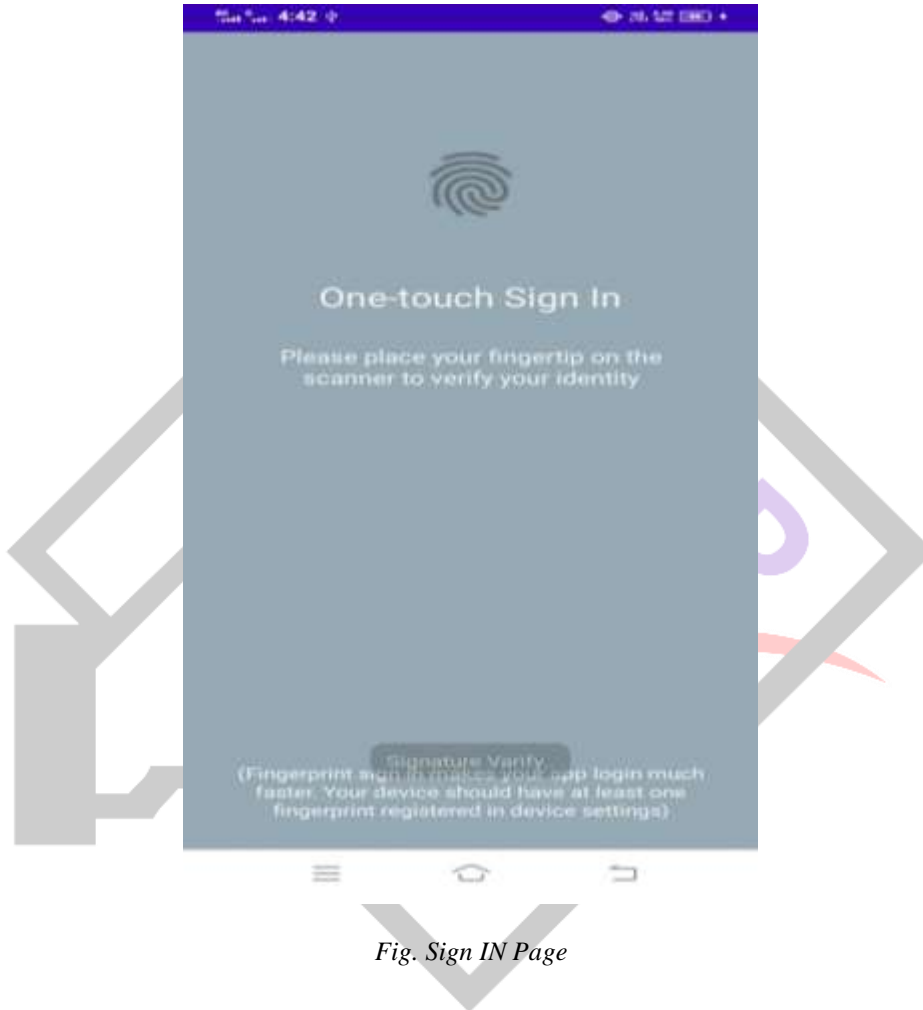 4:42
One-touch Sign In
Please place your fingertip on the
scanner to verify your identity
Signature Verify
(Fingerprint sign in makes your app login much
faster. Your device should have at least one
fingerprint registered in device settings)
Fig. Sign IN Page